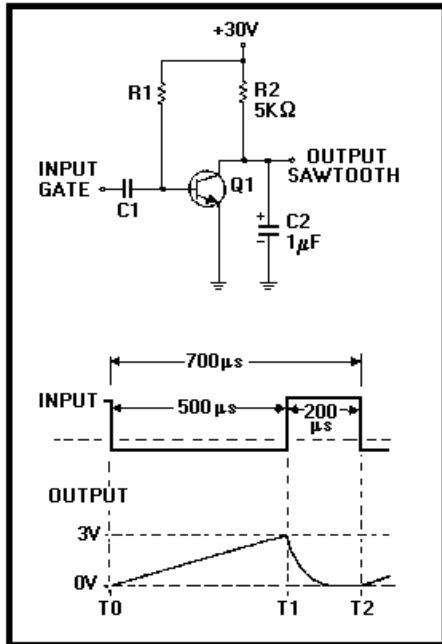 +30V
R1
R2
5KΩ
INPUT
GATE
C1
Q1
OUTPUT
SAWTOOTH
+
C2
−
1µF
700µs
INPUT
500µs
200
µs
OUTPUT
3V
0V
T0
T1
T2